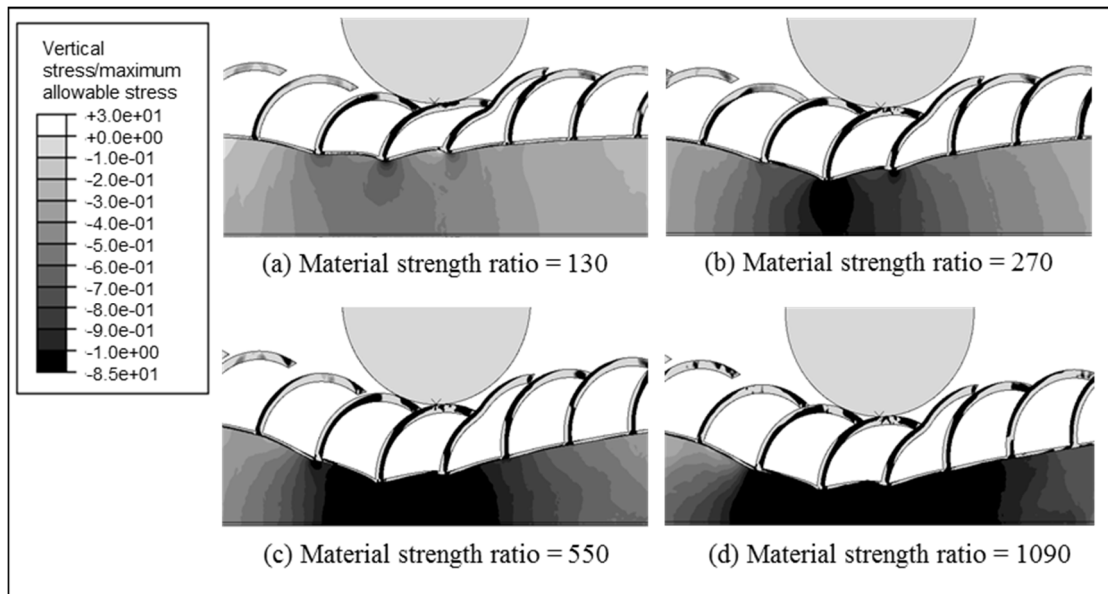 Vertical
stress/maximum
allowable stress
+3.0e+01
+0.0e+00
-1.0e-01
-2.0e-01
-3.0e-01
-4.0e-01
-5.0e-01
-6.0e-01
-7.0e-01
-8.0e-01
-9.0e-01
-1.0e+00
-8.5e+01
(a) Material strength ratio = 130
(b) Material strength ratio = 270
(c) Material strength ratio = 550
(d) Material strength ratio = 1090